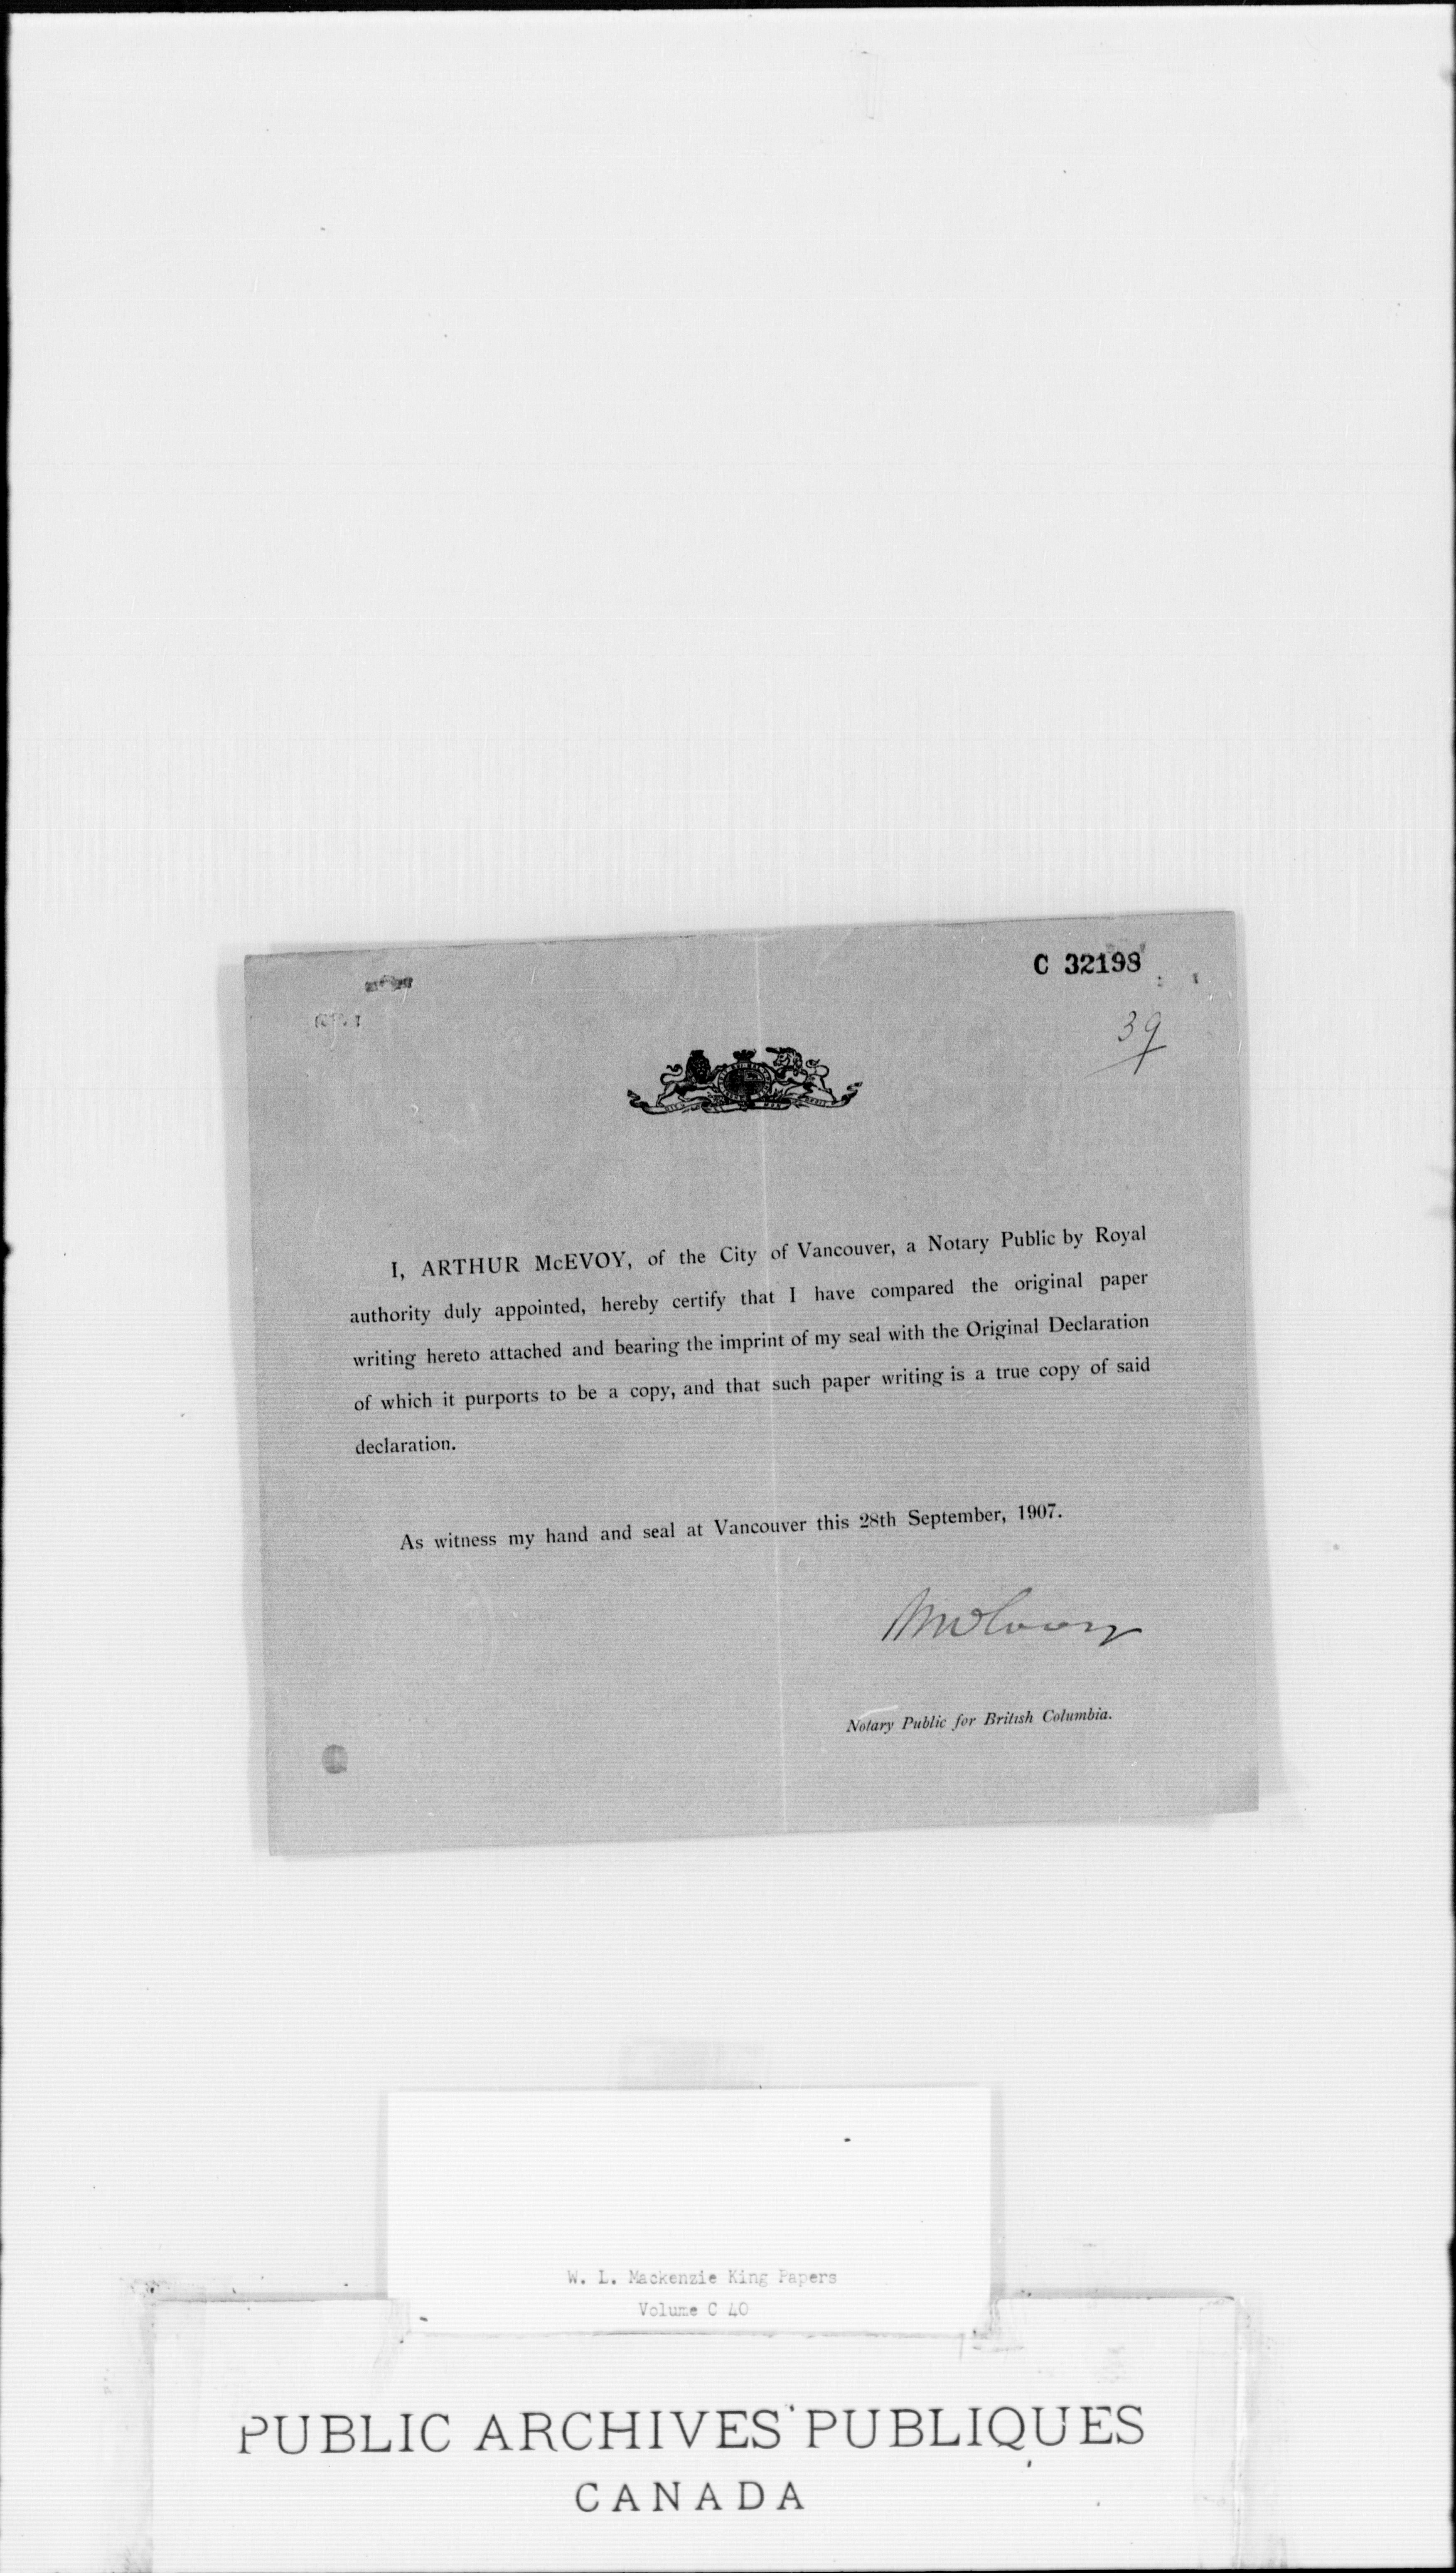 C 32198
39
I, ARTHUR McEVOY, of the City of Vancouver, a Notary Public by Royal
authority duly appointed, hereby certify that I have compared the original paper
writing hereto attached and bearing the imprint of my seal with the Original Declaration
of which it purports to be a copy, and that such paper writing is a true copy of said
declaration.
As witness my hand and seal at Vancouver this 28th September, 1907.
McEvoy
Notary Public for British Columbia.
W. L. Mackenzie King Papers
Volume C 40
PUBLIC ARCHIVES PUBLIQUES
CANADA